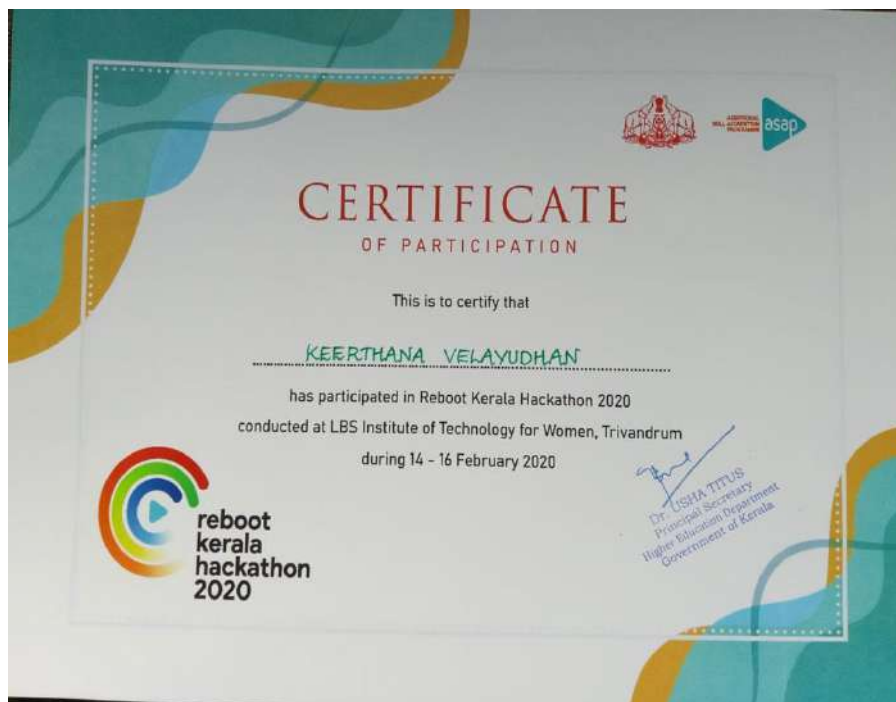 ADDITIONAL
SKILL ACQUISITION
PROGRAMME
asap
CERTIFICATE
OF PARTICIPATION
This is to certify that
KEERTHANA VELAYUDHAN
has participated in Reboot Kerala Hackathon 2020
conducted at LBS Institute of Technology for Women, Trivandrum
during 14 - 16 February 2020
reboot
kerala
hackathon
2020
Dr. USHA TITUS
Principal Secretary
Higher Education Department
Government of Kerala